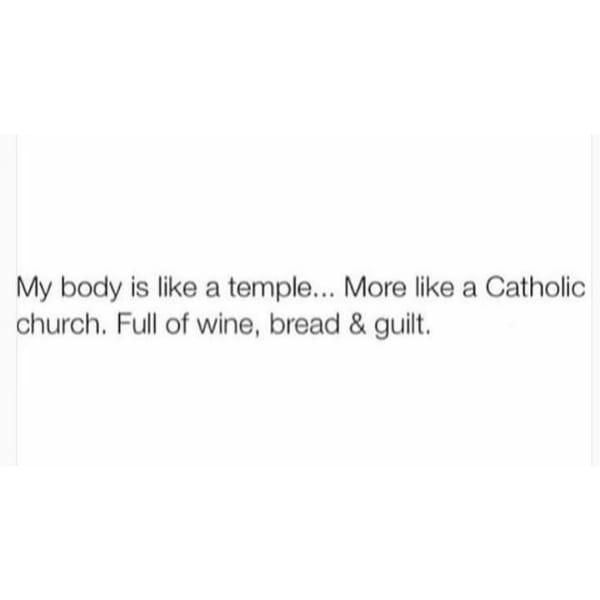 My body is like a temple... More like a Catholic
church. Full of wine, bread & guilt.